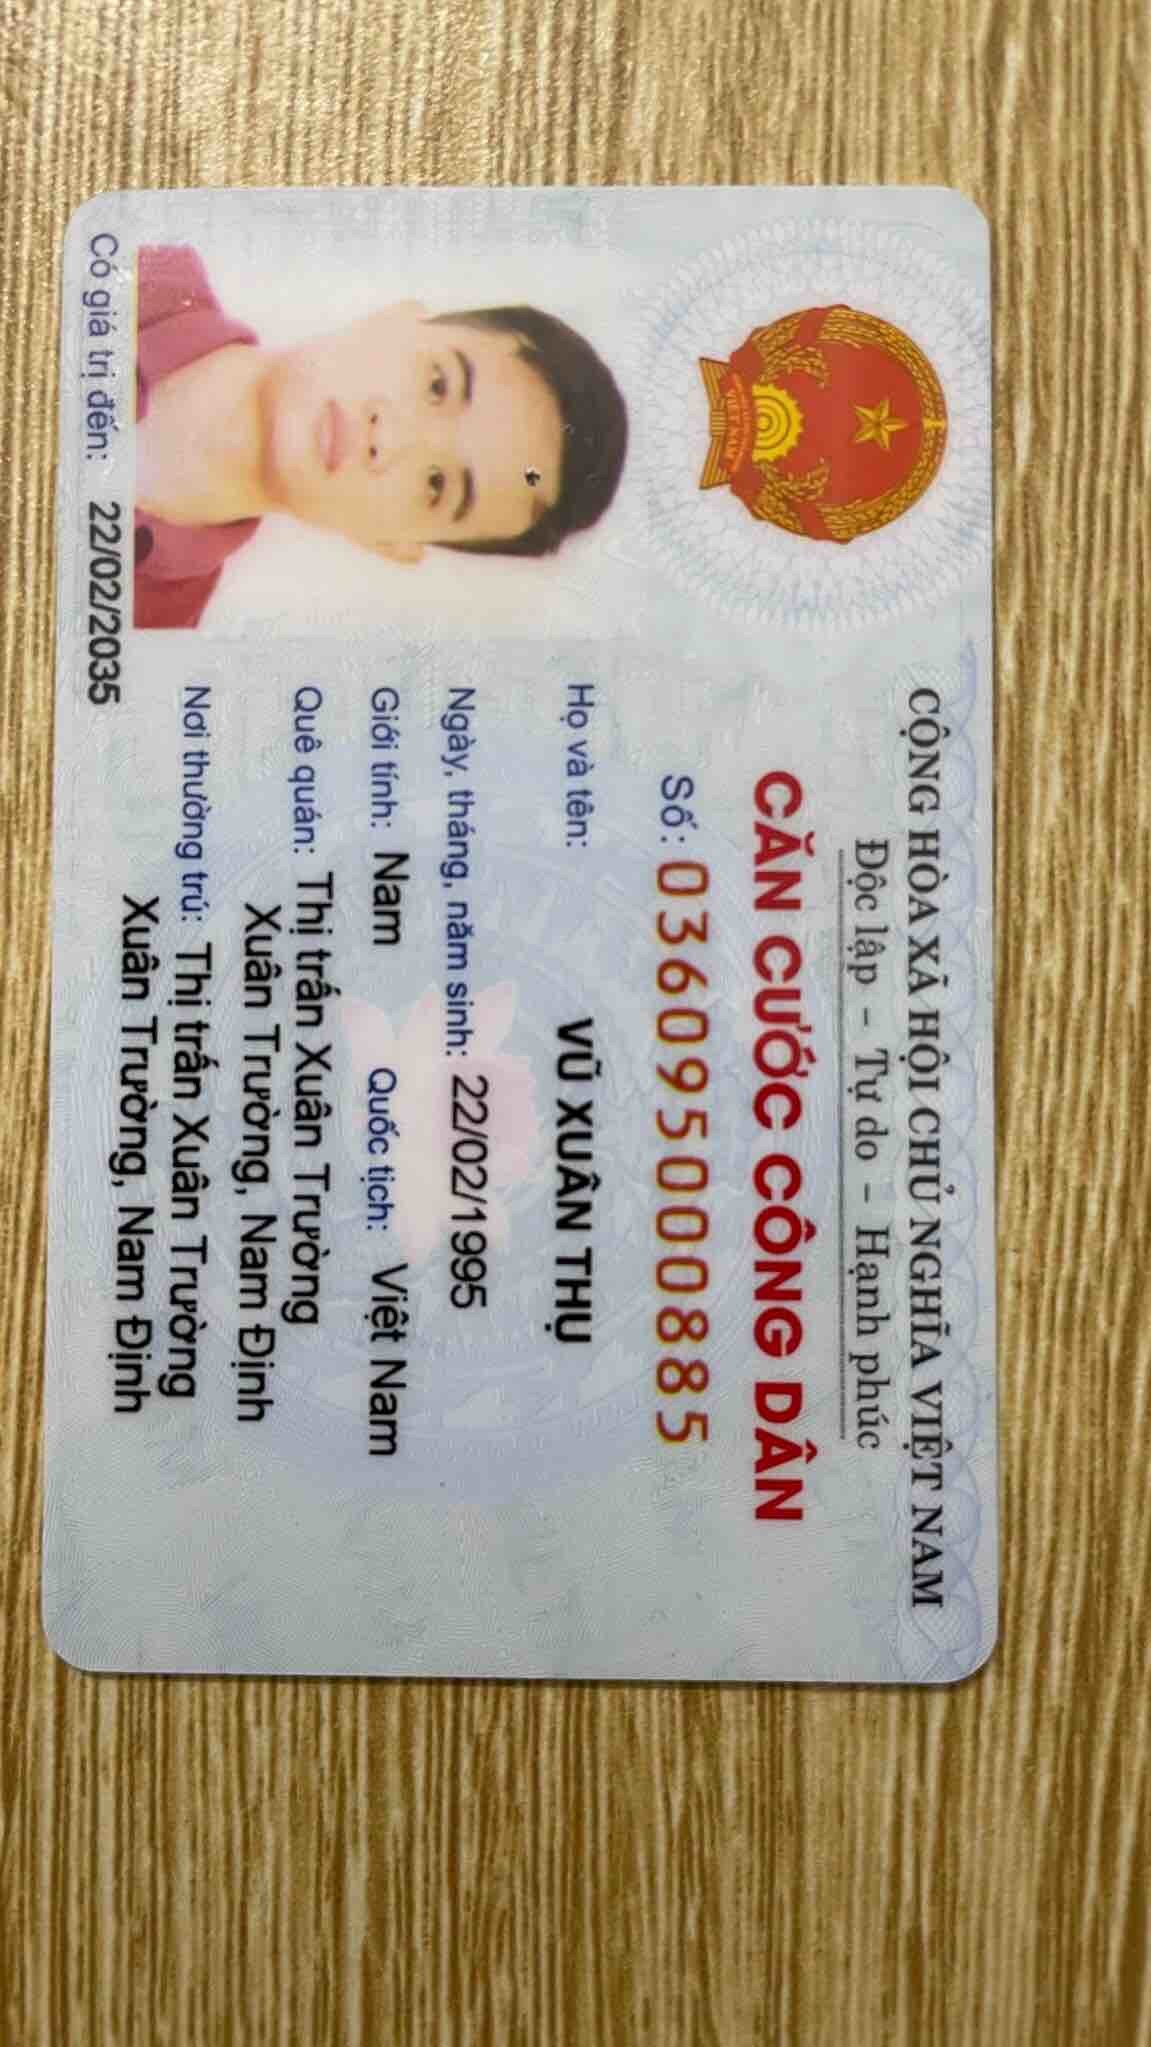 CỘNG HÒA XÃ HỘI CHỦ NGHĨA VIỆT NAM
Độc lập - Tự do - Hạnh phúc
CĂN CƯỚC CÔNG DÂN
Số: 036095000885
Họ và tên:
VŨ XUÂN THỤ
Ngày, tháng, năm sinh: 22/02/1995
Giới tính: Nam Quốc tịch: Việt Nam
Quê quán: Thị trấn Xuân Trường
Xuân Trường, Nam Định
Nơi thường trú: Thị trấn Xuân Trường
Xuân Trường, Nam Định
Có giá trị đến: 22/02/2035
VIỆT NAM